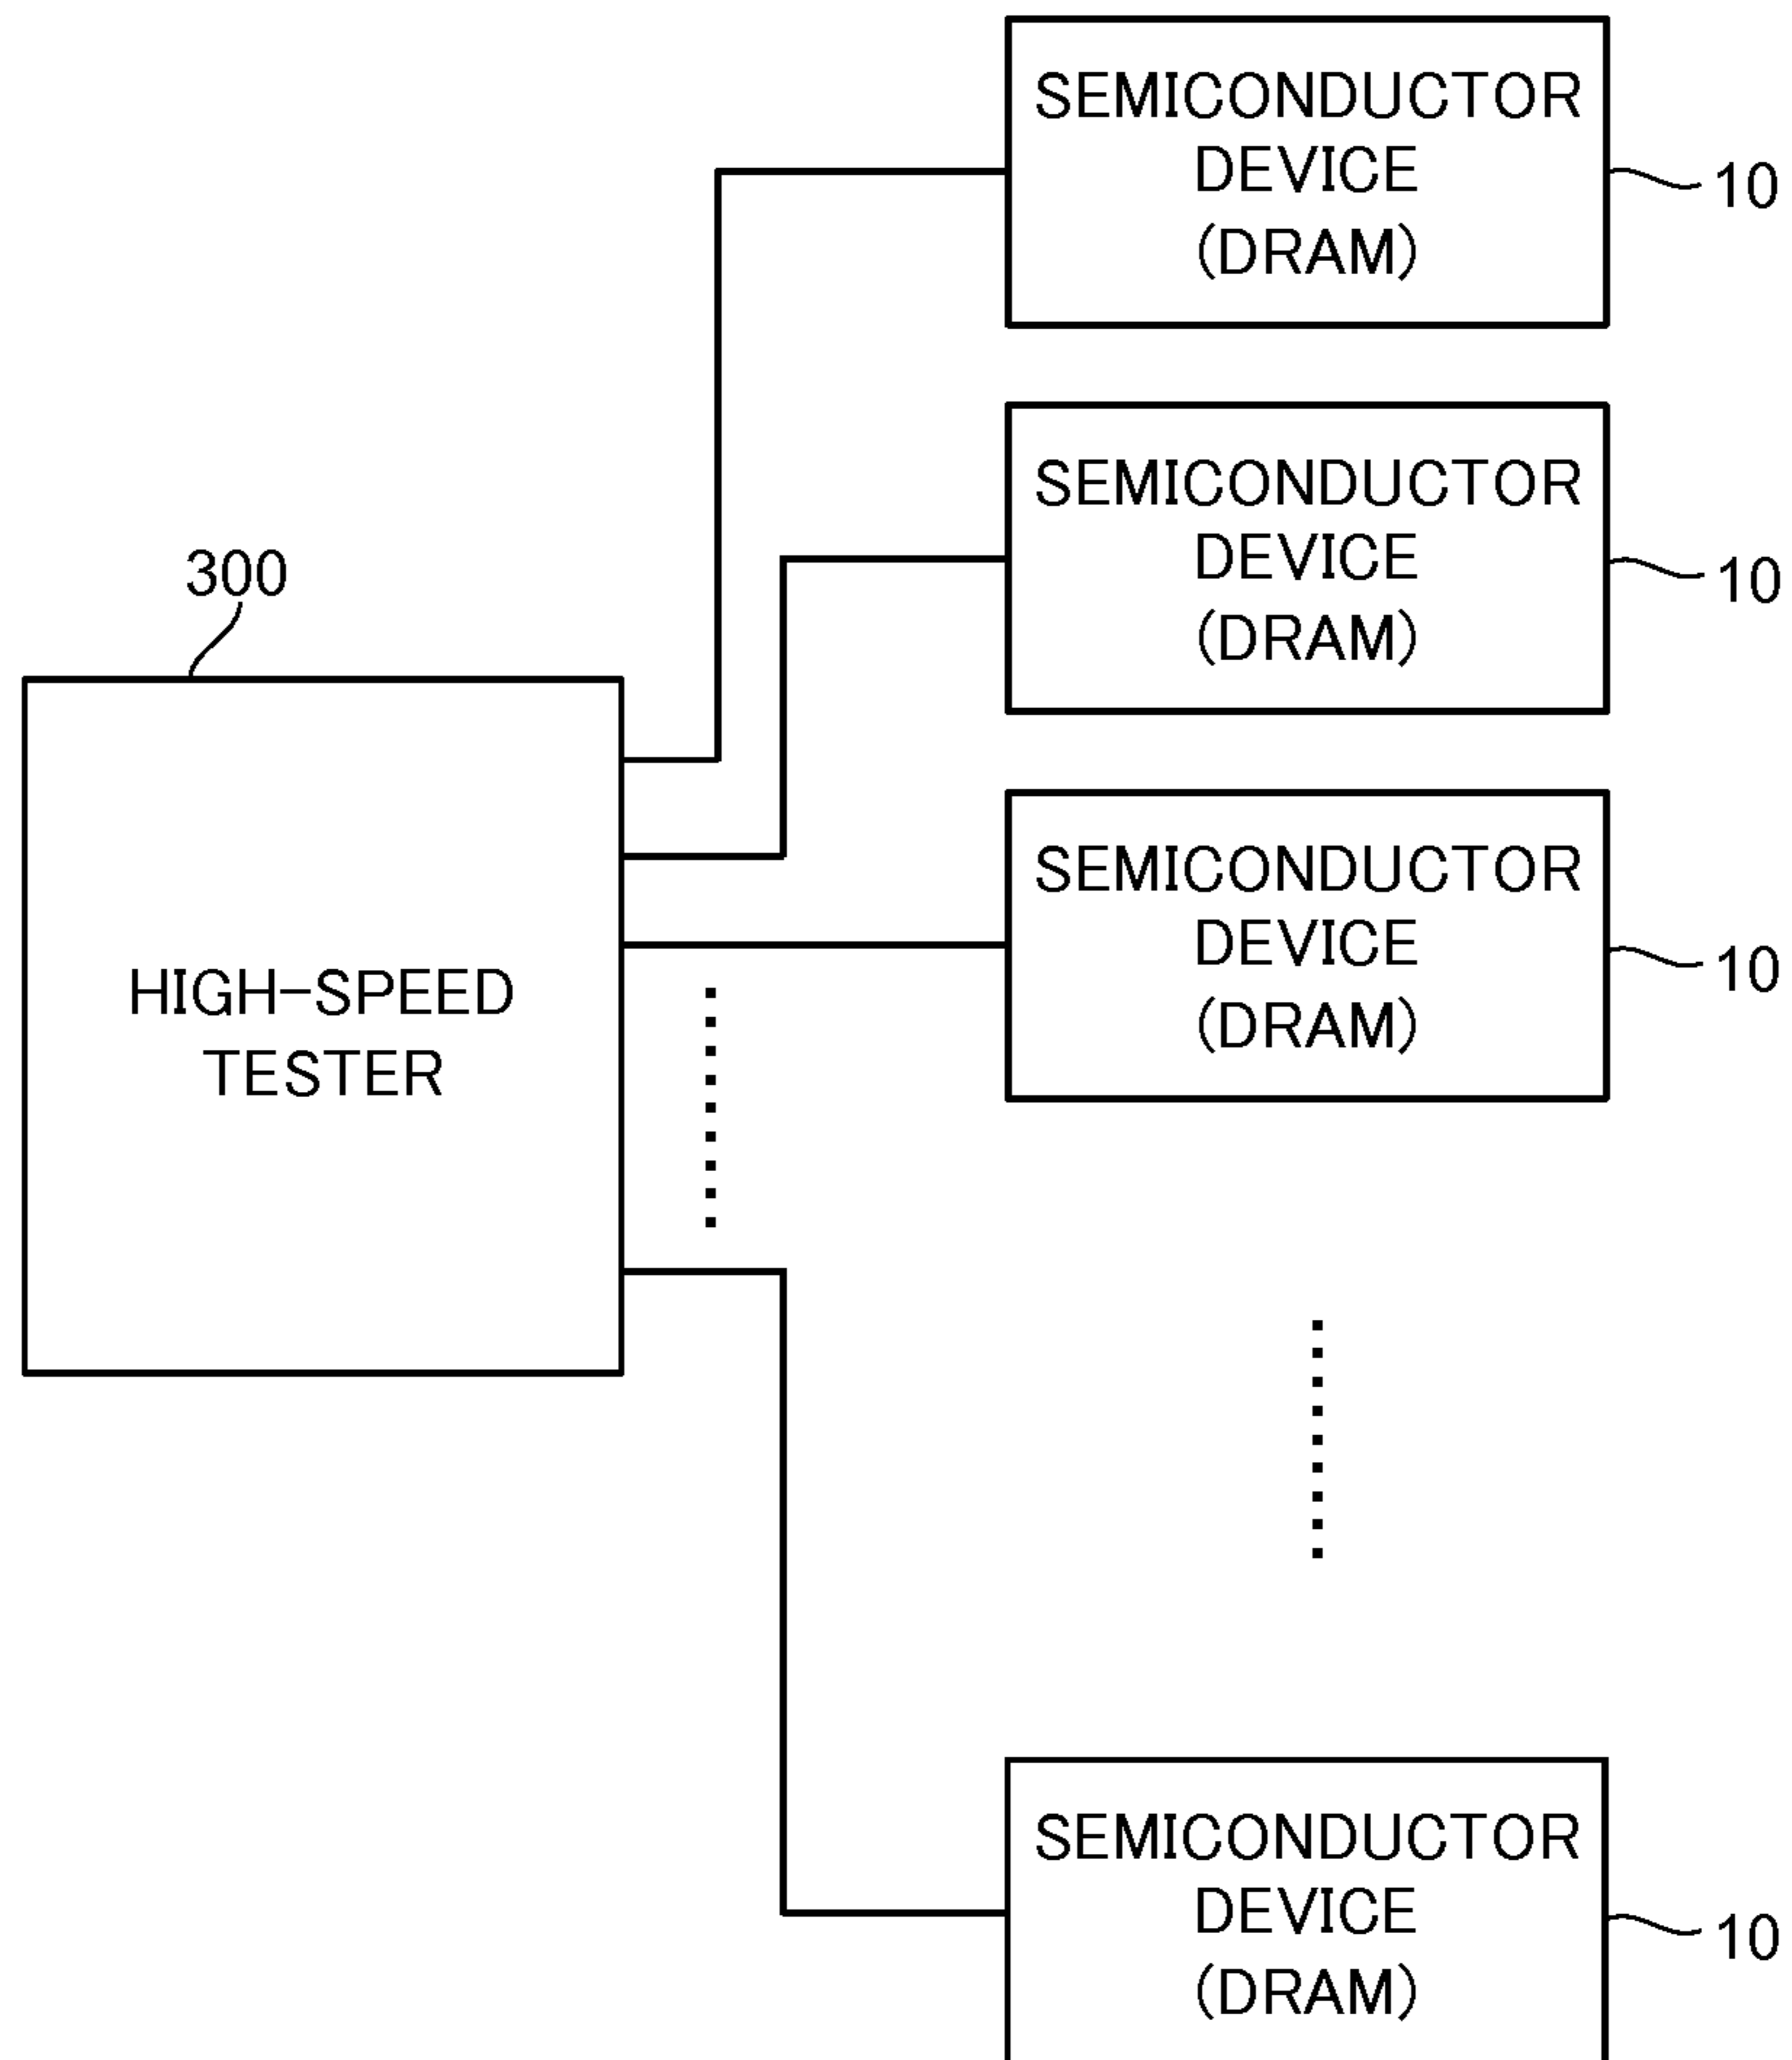 SEMICONDUCTOR
DEVICE
(DRAM)
10
SEMICONDUCTOR
DEVICE
(DRAM)
10
300
HIGH-SPEED
TESTER
SEMICONDUCTOR
DEVICE
(DRAM)
10
SEMICONDUCTOR
DEVICE
(DRAM)
10